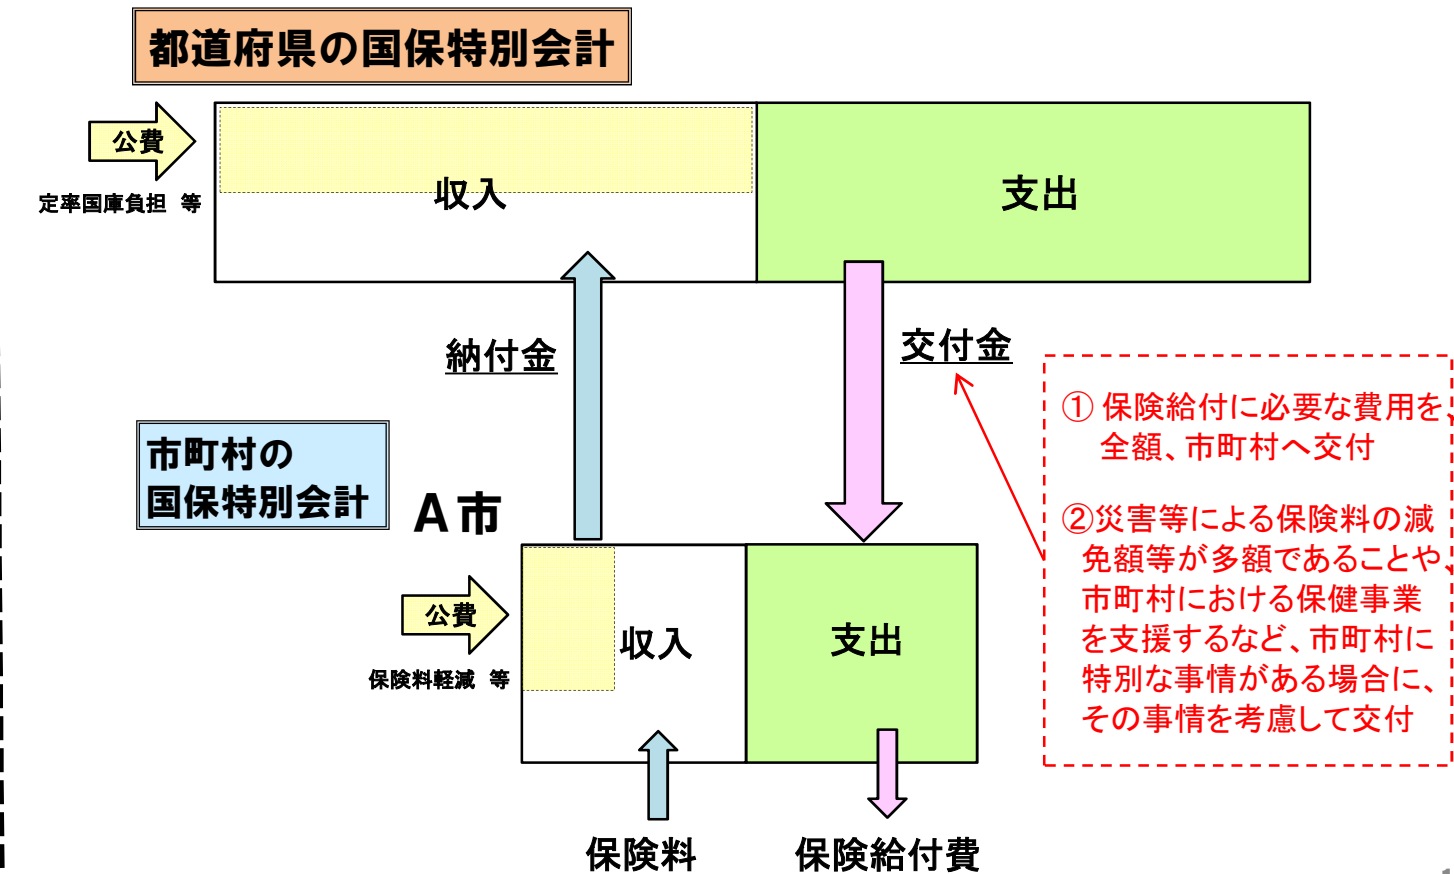 都道府県の国保特別会計
公費
定率国庫負担　等
収入
支出
納付金
交付金
① 保険給付に必要な費用を、
全額、市町村へ交付
②災害等による保険料の減
免額等が多額であることや、
市町村における保健事業
を支援するなど、市町村に
特別な事情がある場合に、
その事情を考慮して交付
市町村の
国保特別会計
A市
公費
保険料軽減　等
収入
支出
保険料
保険給付費